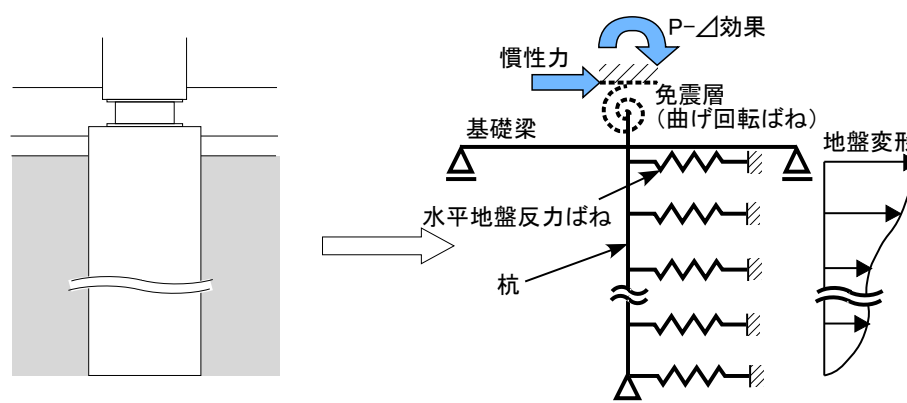 P-⊿効果
慣性力
免震層
(曲げ回転ばね)
基礎梁
地盤変形
水平地盤反力ばね
杭